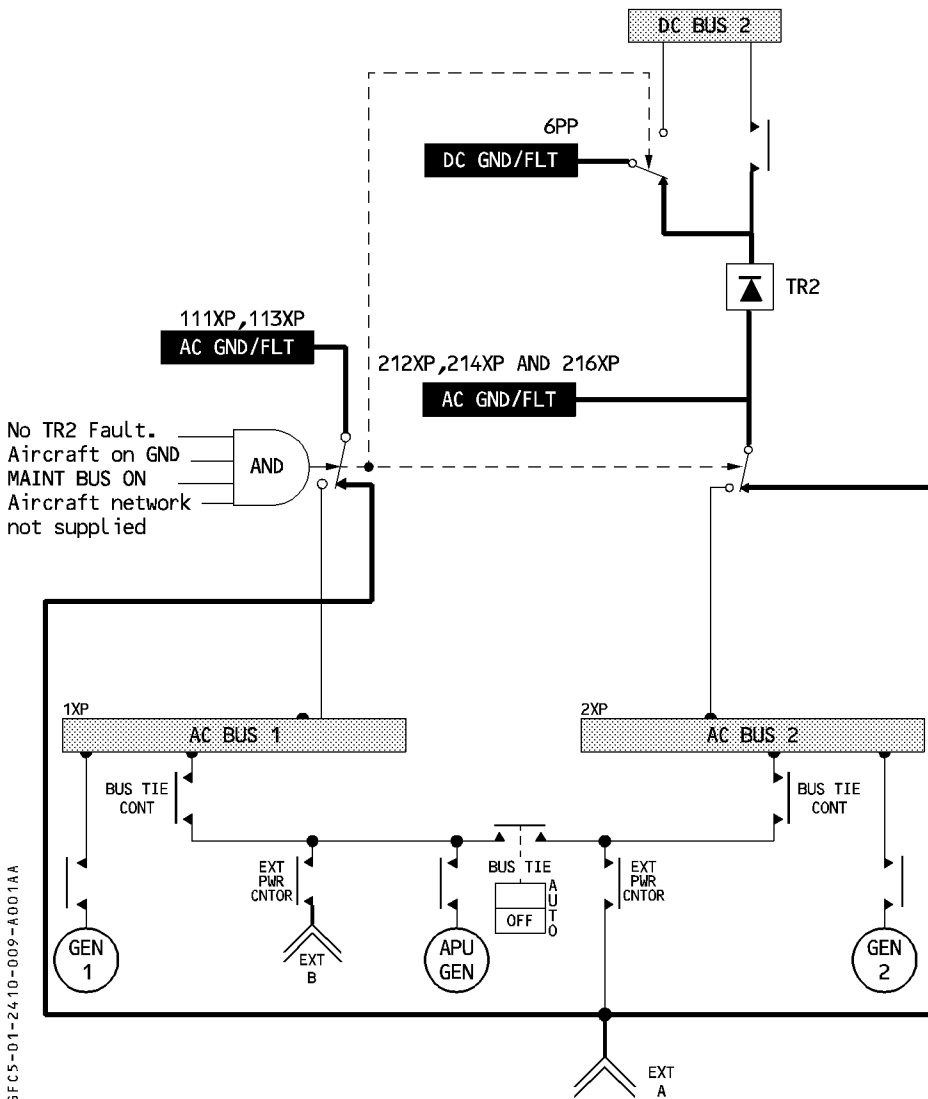 DC BUS 2
6PP
DC GND/FLT
TR2
111XP,113XP
AC GND/FLT
212XP,214XP AND 216XP
AC GND/FLT
No TR2 Fault.
Aircraft on GND
MAINT BUS ON
Aircraft network
not supplied
AND
1XP
AC BUS 1
2XP
AC BUS 2
BUS TIE
CONT
BUS TIE
CONT
EXT
PWR
CNTOR
BUS TIE
AUTO
OFF
EXT
PWR
CNTOR
GEN
1
EXT
B
APU
GEN
GEN
2
EXT
A
GFC5-01-2410-009-A001AA